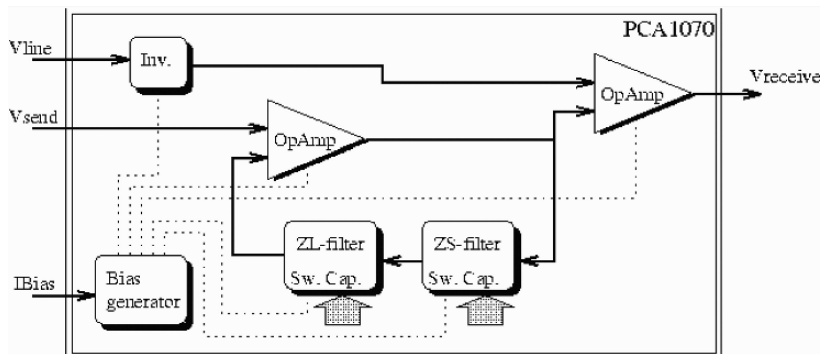 PCA1070
Vline
Inv.
OpAmp
Vreceive
Vsend
OpAmp
ZL-filter
Sw. Cap.
ZS-filter
Sw. Cap.
IBias
Bias
generator